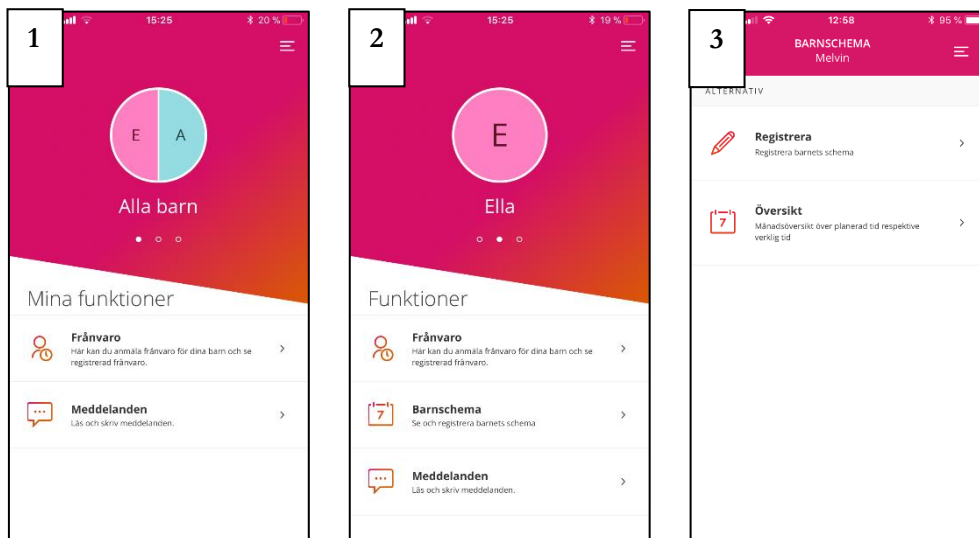 1
15:25
20 %
E A
Alla barn
Mina funktioner
Frånvaro
Här kan du anmäla frånvaro för dina barn och se
registrerad frånvaro.
Meddelanden
Läs och skriv meddelanden.
2
15:25
19 %
E
Ella
Funktioner
Frånvaro
Här kan du anmäla frånvaro för dina barn och se
registrerad frånvaro.
7
Barnschema
Se och registrera barnets schema
Meddelanden
Läs och skriv meddelanden.
3
12:58
95 %
BARNSCHEMA
Melvin
ALTERNATIV
Registrera
Registrera barnets schema
7
Översikt
Månadsöversikt över planerad tid respektive
verklig tid